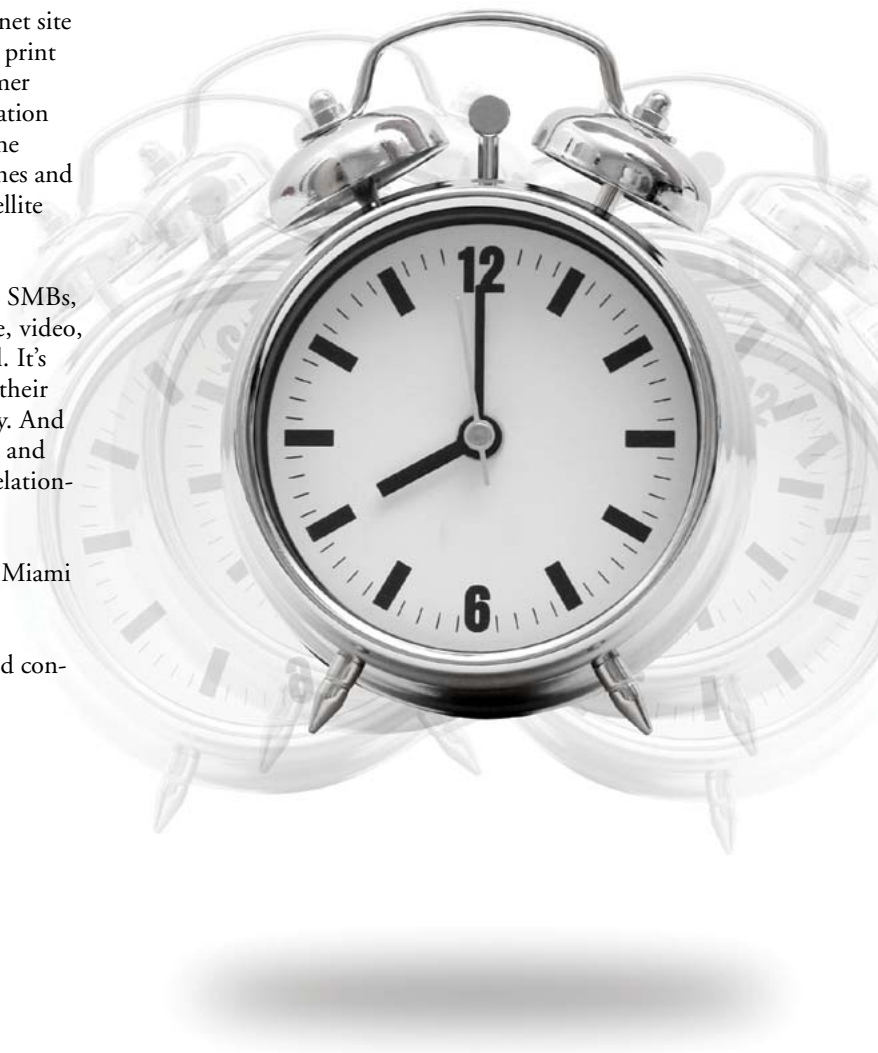 net site
print
ner
ation
ne
nes and
ellite
SMBs,
e, video,
l. It’s
their
y. And
and
elation-
Miami
d con-
12
6